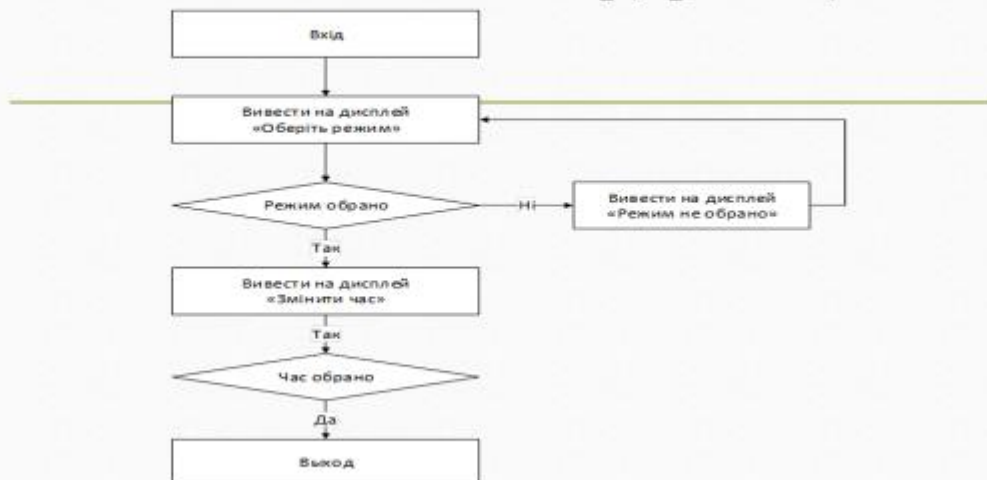 Вхід
Вивести на дисплей
«Оберіть режим»
Режим обрано
Ні
Вивести на дисплей
«Режим не обрано»
Так
Вивести на дисплей
«Змінити час»
Так
Час обрано
Да
Выход